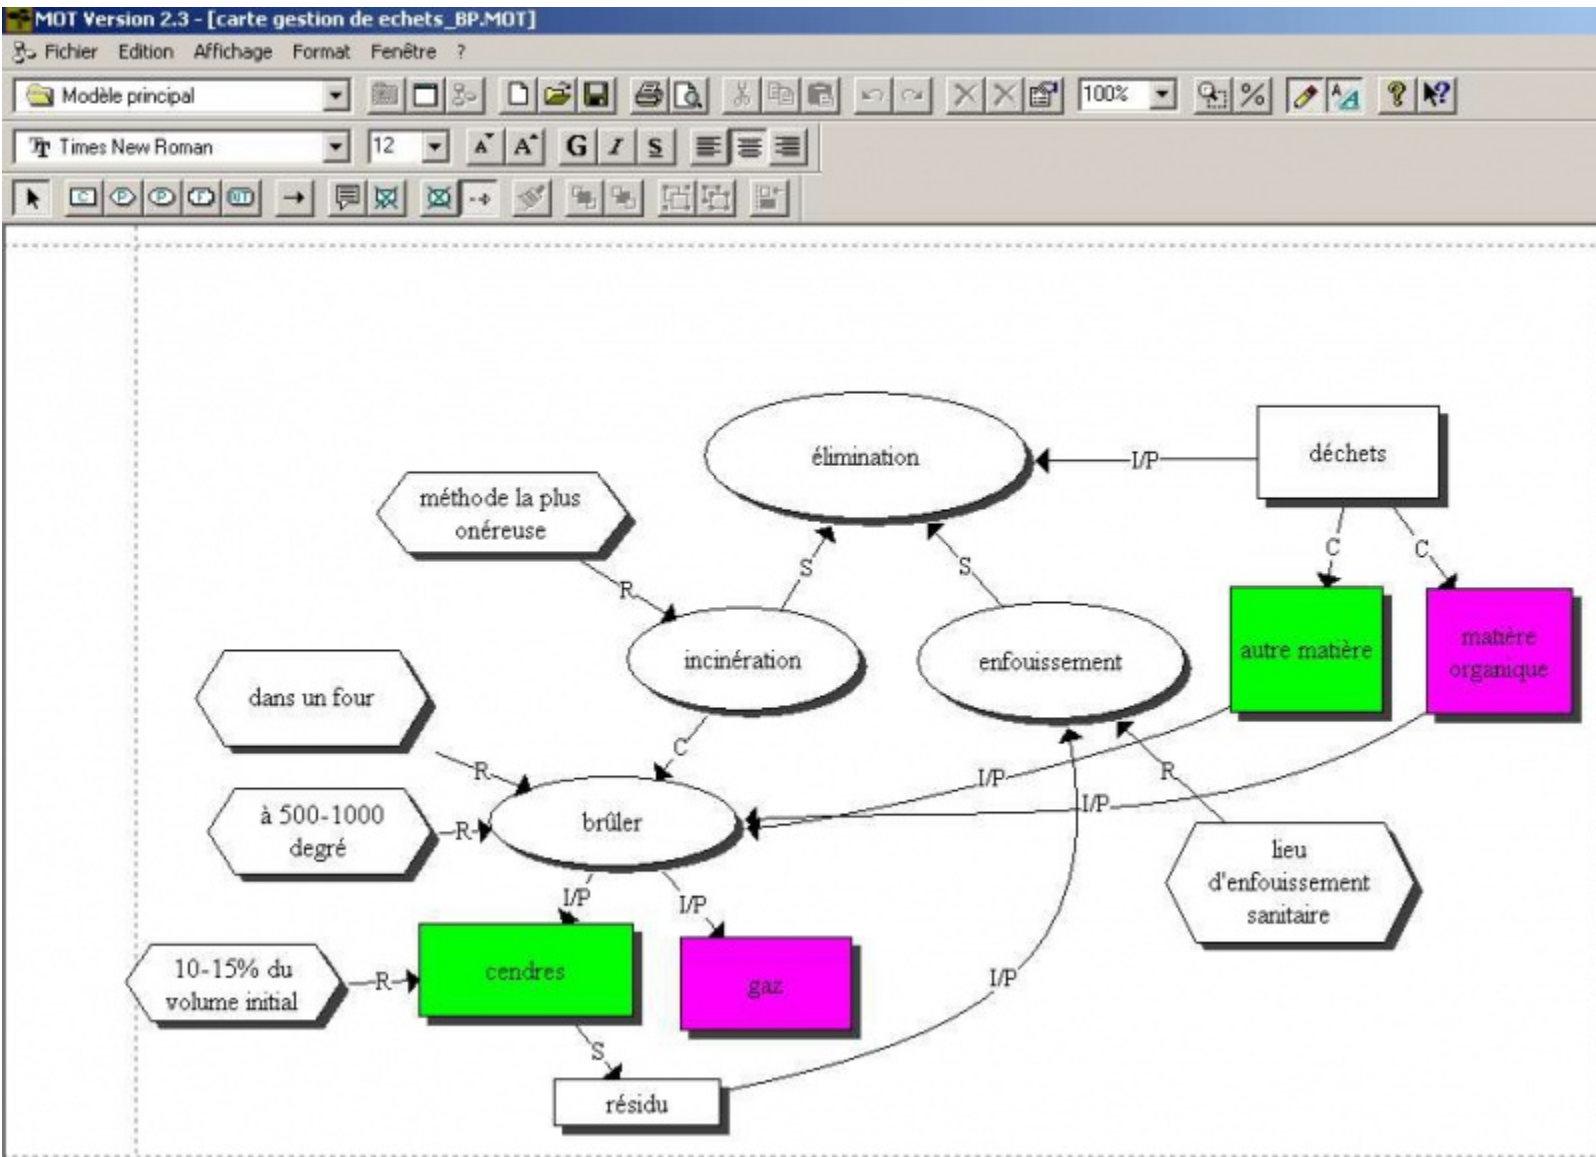 MOT Version 2.3 - [carte gestion de echets_BP.MOT]
Fichier Edition Affichage Format Fenêtre ?
Modèle principal
100%
%
Times New Roman
12
G I S
C P P F
élimination
I/P
déchets
méthode la plus
onéreuse
S
S
C
C
R
incinération
enfouissement
autre matière
matière
organique
dans un four
C
R
I/P
R
I/P
à 500-1000
degré
R
brûler
lieu
d'enfouissement
sanitaire
I/P
I/P
10-15% du
volume initial
R
cendres
gaz
I/P
S
résidu